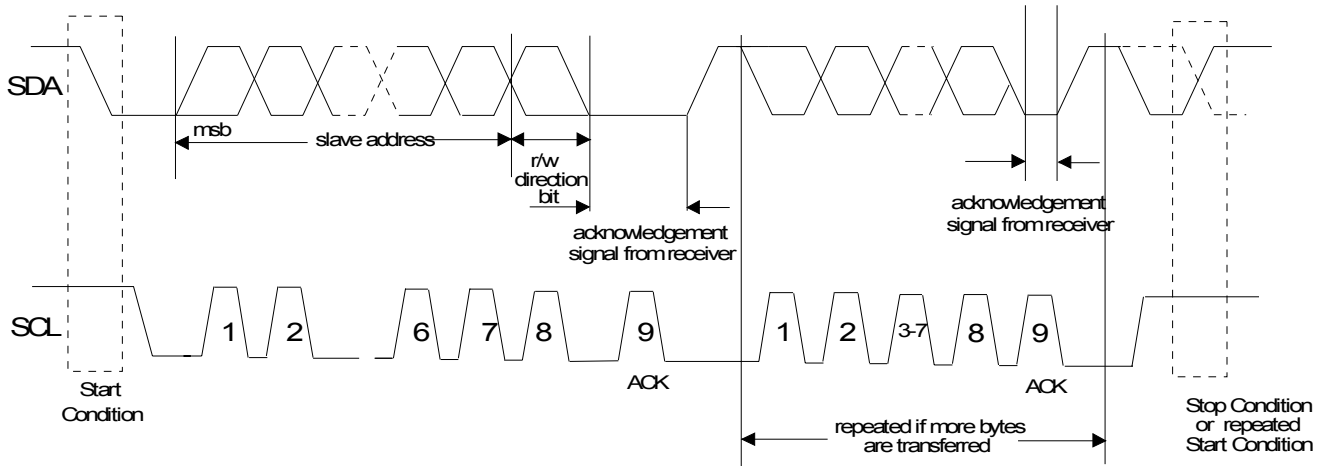 SDA
msb
slave address
r/w
direction
bit
acknowledgement
signal from receiver
acknowledgement
signal from receiver
SCL
1
2
6
7
8
9
1
2
3-7
8
9
ACK
ACK
Start
Condition
repeated if more bytes
are transferred
Stop Condition
or repeated
Start Condition